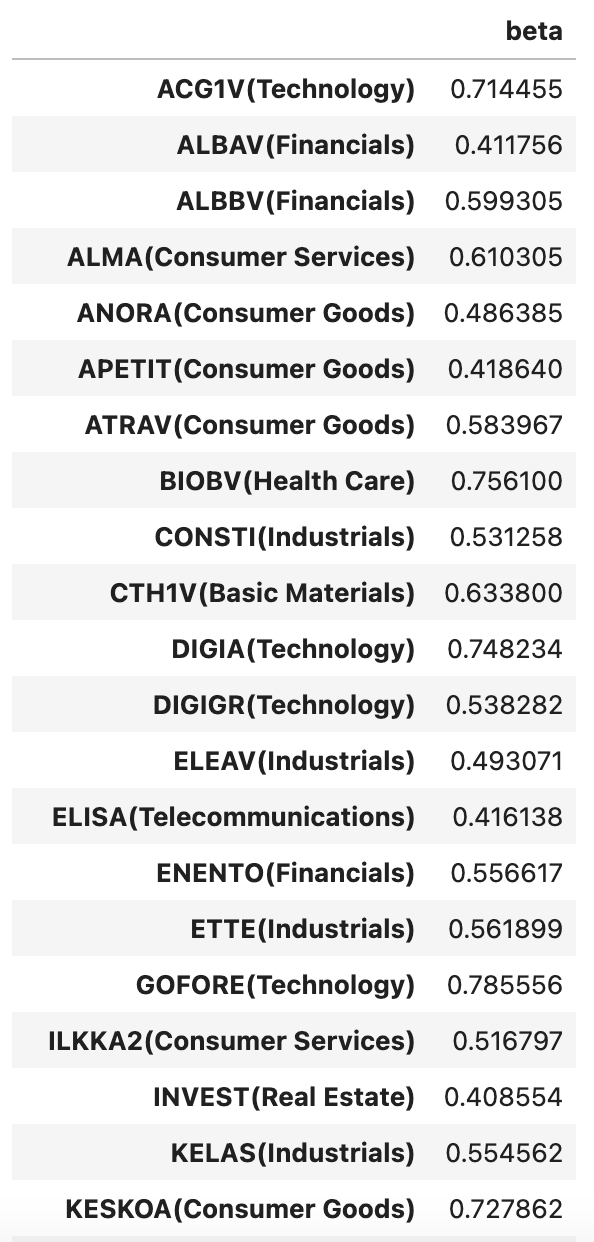 beta
ACG1V(Technology) 0.714455
ALBAV(Financials) 0.411756
ALBBV(Financials) 0.599305
ALMA(Consumer Services) 0.610305
ANORA(Consumer Goods) 0.486385
APETIT(Consumer Goods) 0.418640
ATRAV(Consumer Goods) 0.583967
BIOBV(Health Care) 0.756100
CONSTI(Industrials) 0.531258
CTH1V(Basic Materials) 0.633800
DIGIA(Technology) 0.748234
DIGIGR(Technology) 0.538282
ELEAV(Industrials) 0.493071
ELISA(Telecommunications) 0.416138
ENENTO(Financials) 0.556617
ETTE(Industrials) 0.561899
GOFORE(Technology) 0.785556
ILKKA2(Consumer Services) 0.516797
INVEST(Real Estate) 0.408554
KELAS(Industrials) 0.554562
KESKOA(Consumer Goods) 0.727862